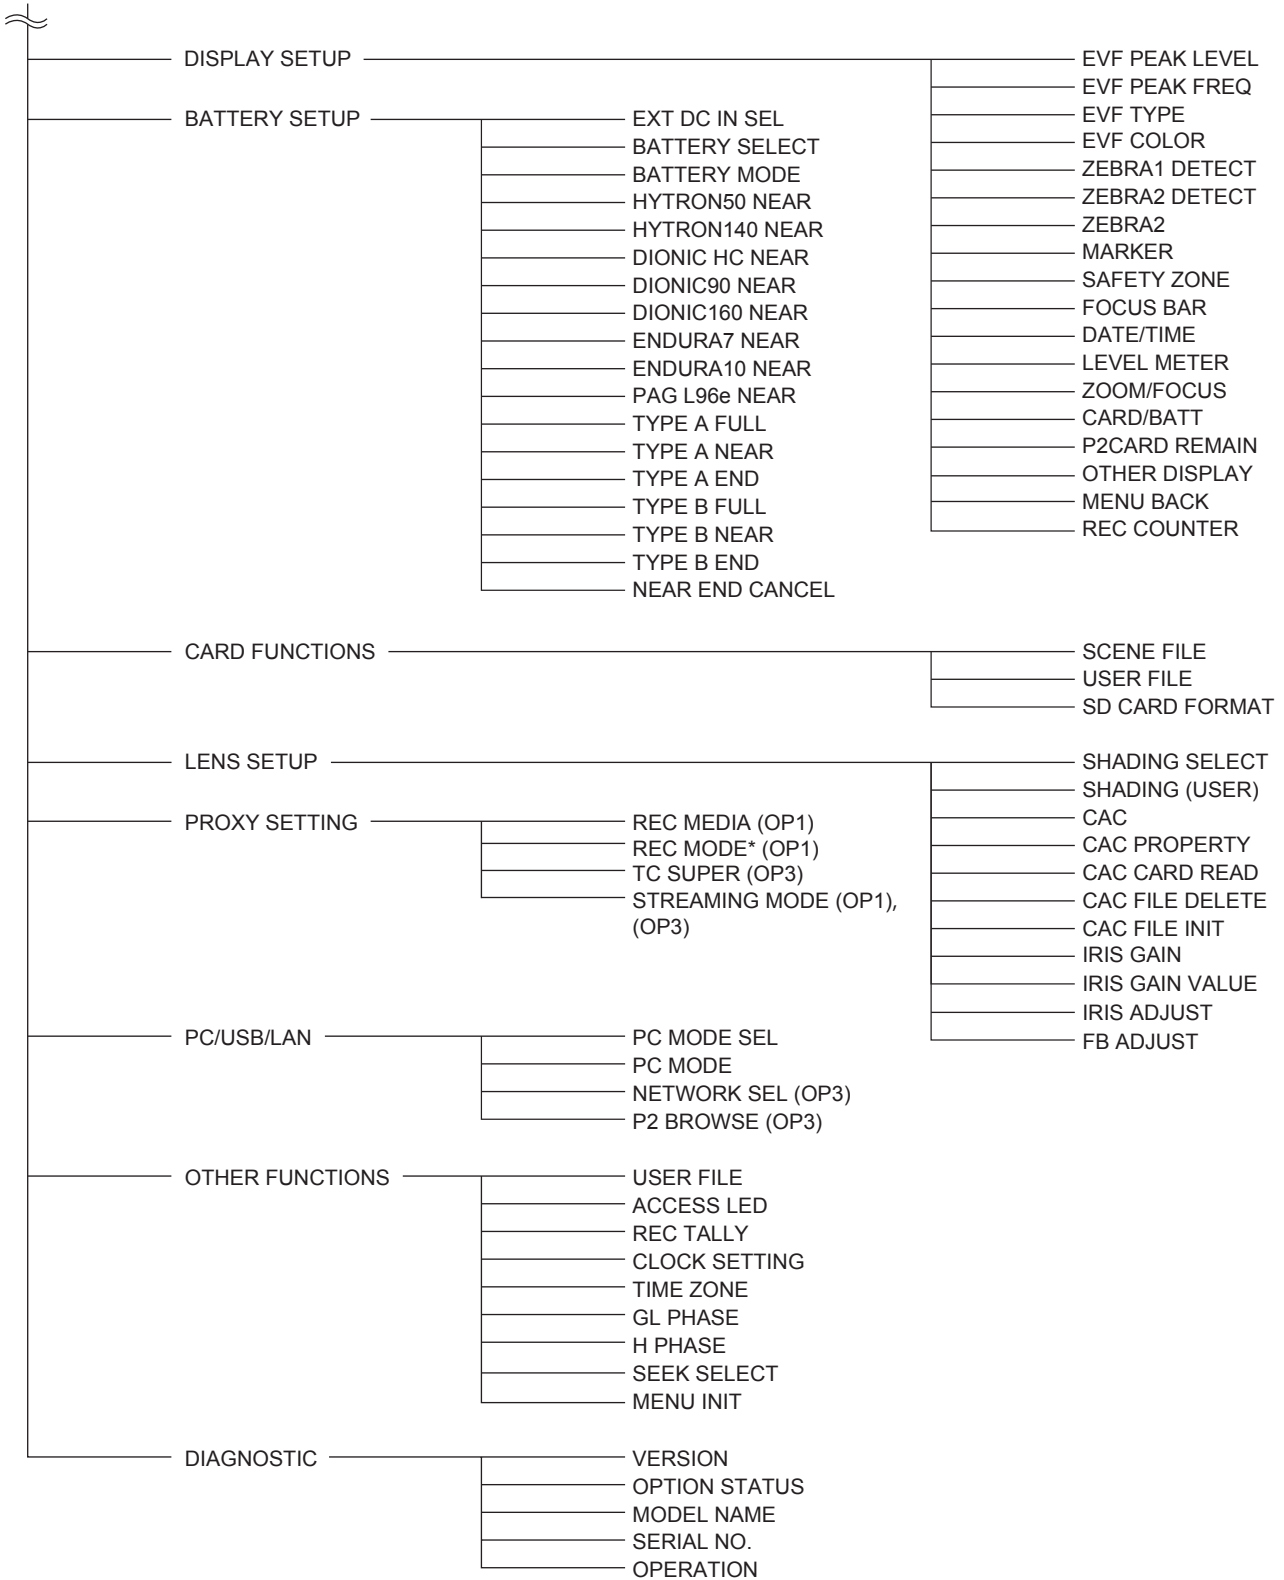 DISPLAY SETUP
EVF PEAK LEVEL
EVF PEAK FREQ
EVF TYPE
EVF COLOR
ZEBRA1 DETECT
ZEBRA2 DETECT
ZEBRA2
MARKER
SAFETY ZONE
FOCUS BAR
DATE/TIME
LEVEL METER
ZOOM/FOCUS
CARD/BATT
P2CARD REMAIN
OTHER DISPLAY
MENU BACK
REC COUNTER
BATTERY SETUP
EXT DC IN SEL
BATTERY SELECT
BATTERY MODE
HYTRON50 NEAR
HYTRON140 NEAR
DIONIC HC NEAR
DIONIC90 NEAR
DIONIC160 NEAR
ENDURA7 NEAR
ENDURA10 NEAR
PAG L96e NEAR
TYPE A FULL
TYPE A NEAR
TYPE A END
TYPE B FULL
TYPE B NEAR
TYPE B END
NEAR END CANCEL
CARD FUNCTIONS
SCENE FILE
USER FILE
SD CARD FORMAT
LENS SETUP
SHADING SELECT
SHADING (USER)
CAC
CAC PROPERTY
CAC CARD READ
CAC FILE DELETE
CAC FILE INIT
IRIS GAIN
IRIS GAIN VALUE
IRIS ADJUST
FB ADJUST
PROXY SETTING
REC MEDIA (OP1)
REC MODE* (OP1)
TC SUPER (OP3)
STREAMING MODE (OP1),
(OP3)
PC/USB/LAN
PC MODE SEL
PC MODE
NETWORK SEL (OP3)
P2 BROWSE (OP3)
OTHER FUNCTIONS
USER FILE
ACCESS LED
REC TALLY
CLOCK SETTING
TIME ZONE
GL PHASE
H PHASE
SEEK SELECT
MENU INIT
DIAGNOSTIC
VERSION
OPTION STATUS
MODEL NAME
SERIAL NO.
OPERATION